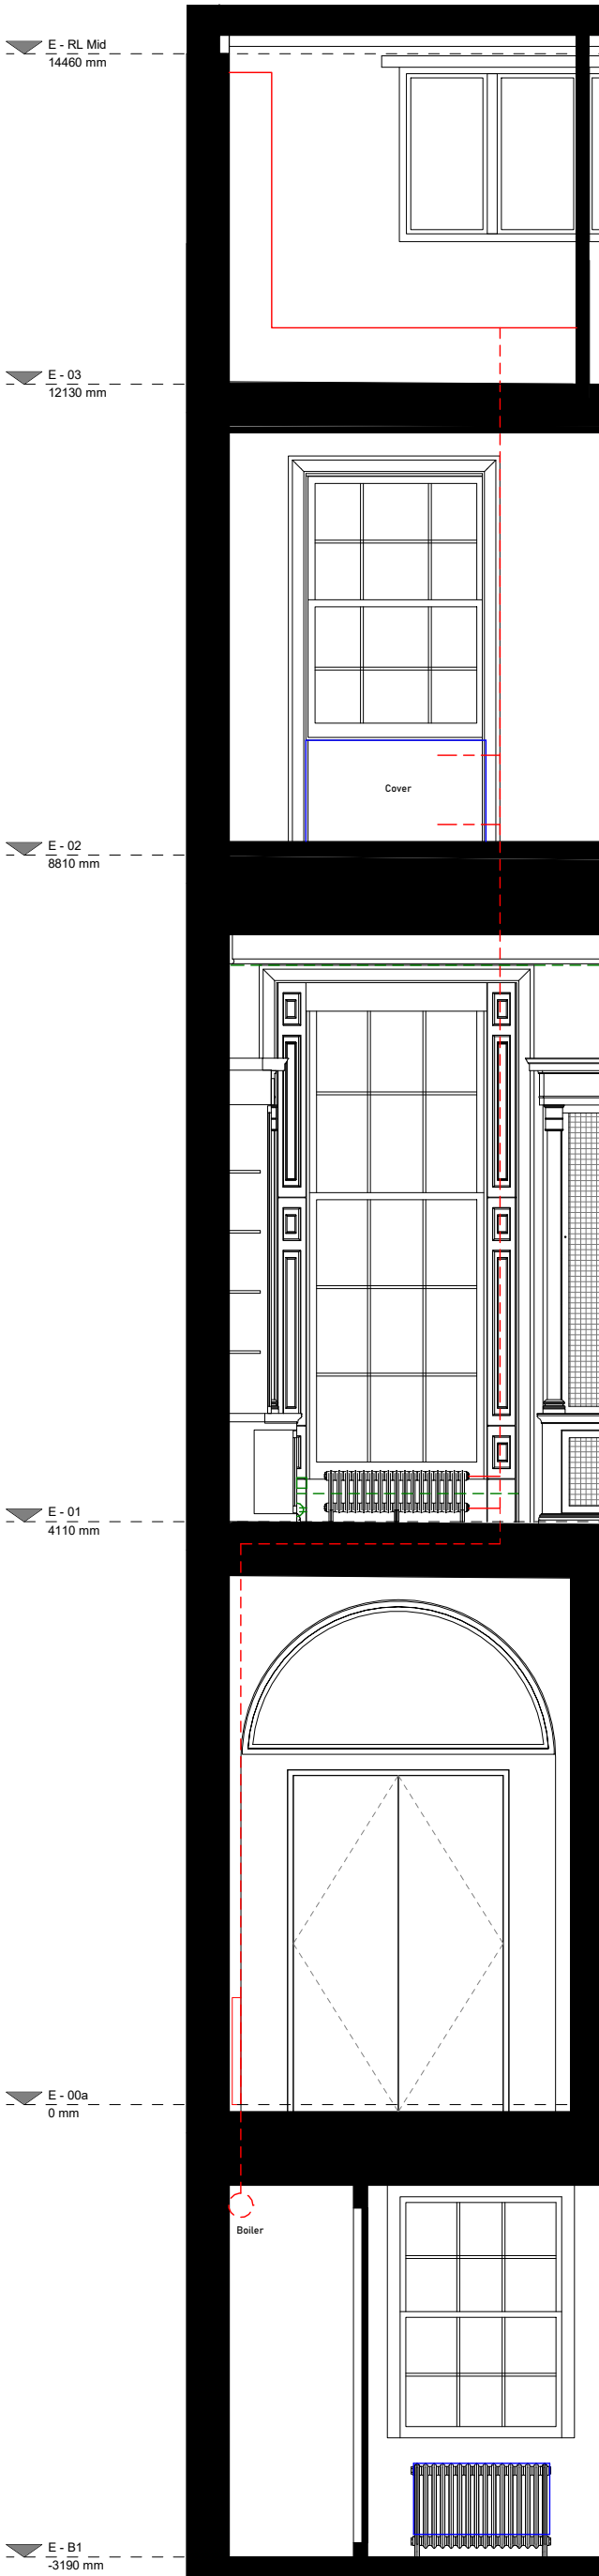 E - RL Mid
14460 mm
E - 03
12130 mm
Cover
E - 02
8810 mm
E - 01
4110 mm
E - 00a
0 mm
Boiler
E - B1
-3190 mm